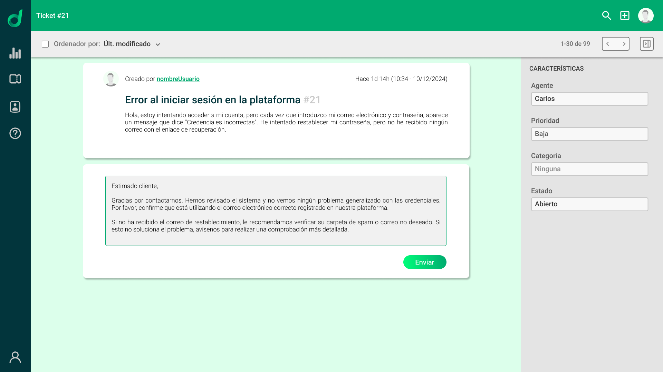 Ticket #21
Ordenador por: Últ. modificado
1-30 de 99
CARACTERÍSTICAS
Creado por nombreUsuario
Hace 1d 14h (10:34 - 10/12/2024)
Agente
Carlos
Error al iniciar sesión en la plataforma #21
Hola, estoy intentando acceder a mi cuenta, pero cada vez que introduzco mi correo electrónico y contraseña, aparece
un mensaje que dice "Credenciales incorrectas". He intentado restablecer mi contraseña, pero no he recibido ningún
correo con el enlace de recuperación.
Prioridad
Baja
Categoría
Ninguna
Estado
Abierto
Estimado cliente,
Gracias por contactarnos. Hemos revisado el sistema y no vemos ningún problema generalizado con las credenciales.
Por favor, confirme que está utilizando el correo electrónico correcto registrado en nuestra plataforma.
Si no ha recibido el correo de restablecimiento, le recomendamos verificar su carpeta de spam o correo no deseado. Si
esto no soluciona el problema, avísenos para realizar una comprobación más detallada.
Enviar